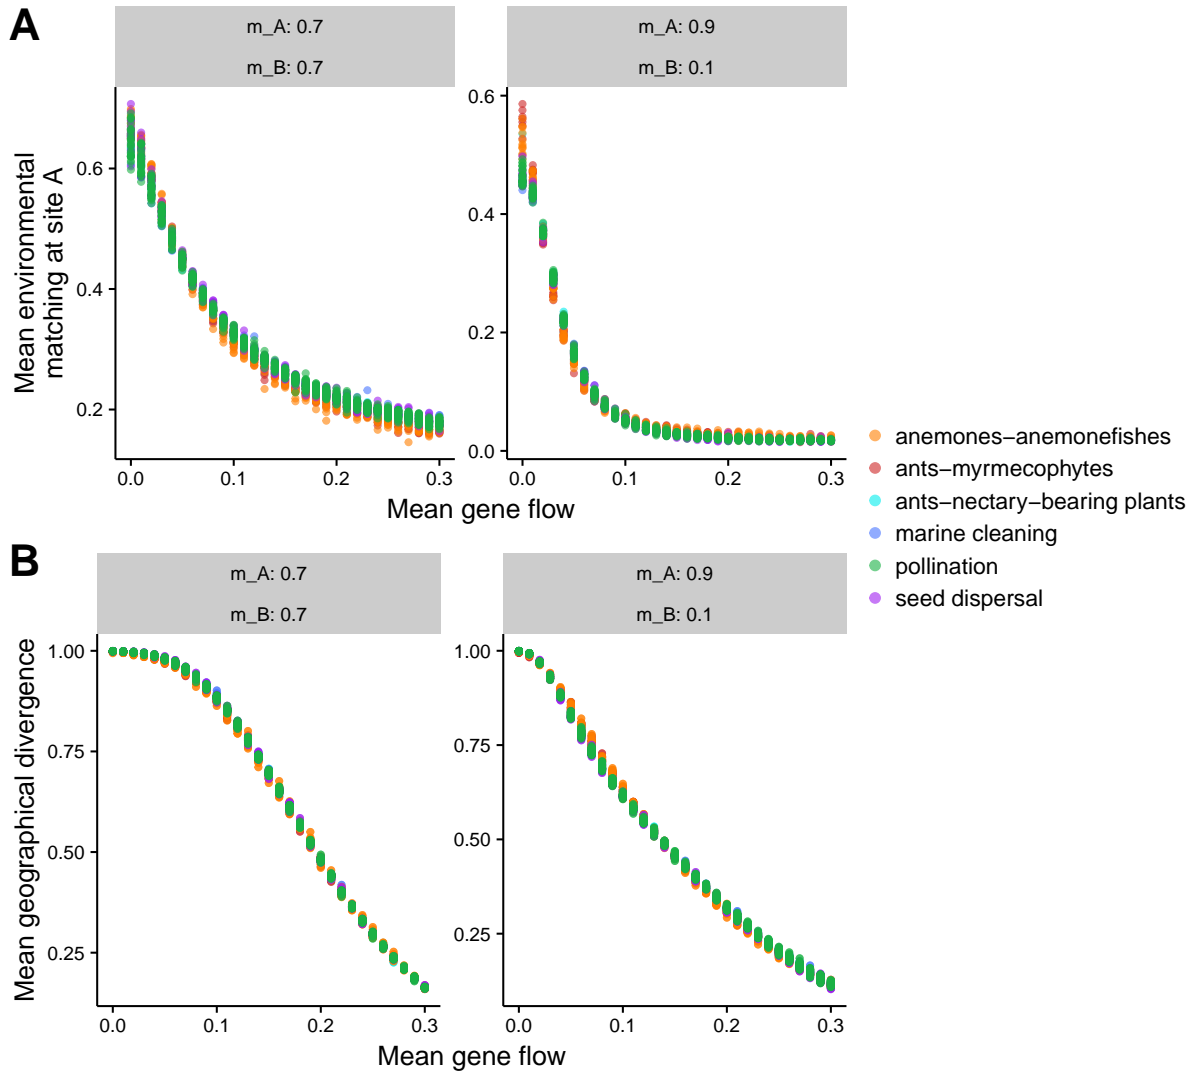 A
m_A: 0.7
m_B: 0.7
m_A: 0.9
m_B: 0.1
Mean environmental
matching at site A
0.6
0.4
0.2
0.6
0.4
0.2
0.0
0.0
0.1
0.2
0.3
0.0
0.1
0.2
0.3
Mean gene flow
anemones−anemonefishes
ants−myrmecophytes
ants−nectary−bearing plants
marine cleaning
pollination
seed dispersal
B
m_A: 0.7
m_B: 0.7
m_A: 0.9
m_B: 0.1
Mean geographical divergence
1.00
0.75
0.50
0.25
1.00
0.75
0.50
0.25
0.0
0.1
0.2
0.3
0.0
0.1
0.2
0.3
Mean gene flow